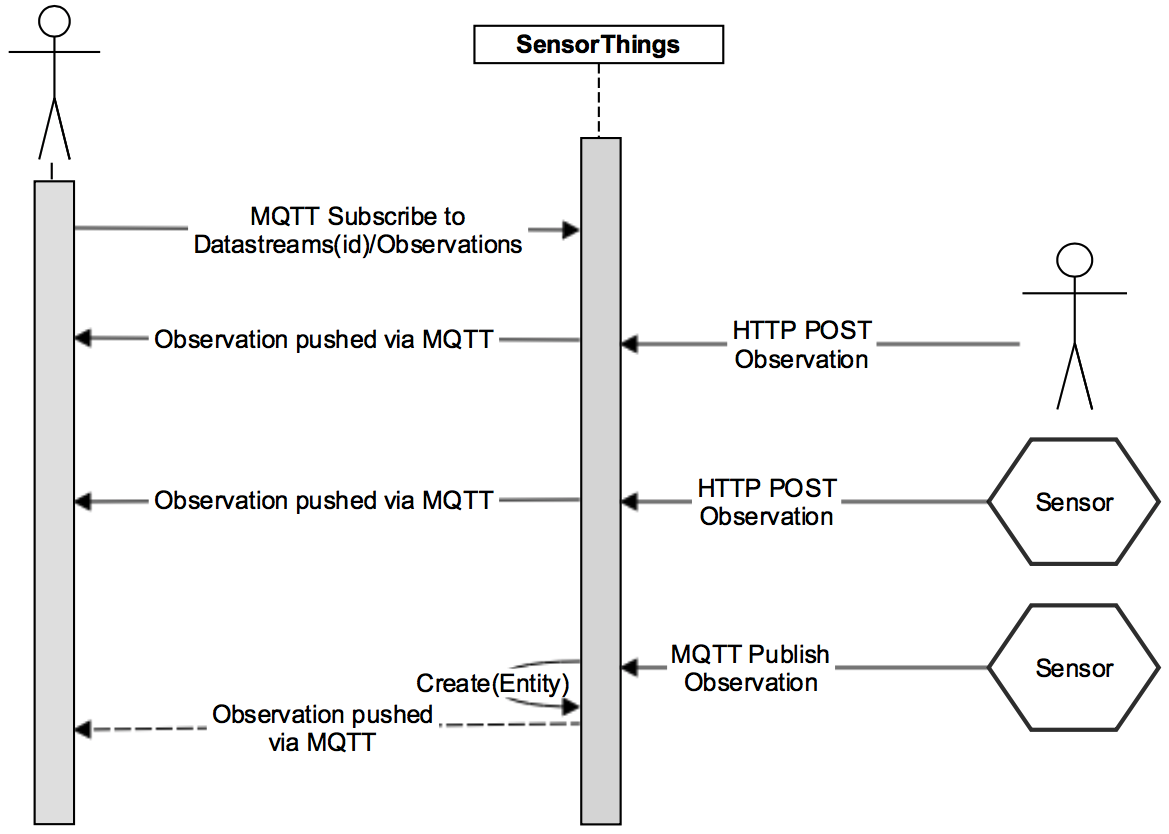 SensorThings
MQTT Subscribe to
Datastreams(id)/Observations
Observation pushed via MQTT
HTTP POST
Observation
Observation pushed via MQTT
HTTP POST
Observation
Sensor
MQTT Publish
Observation
Sensor
Create(Entity)
Observation pushed
via MQTT